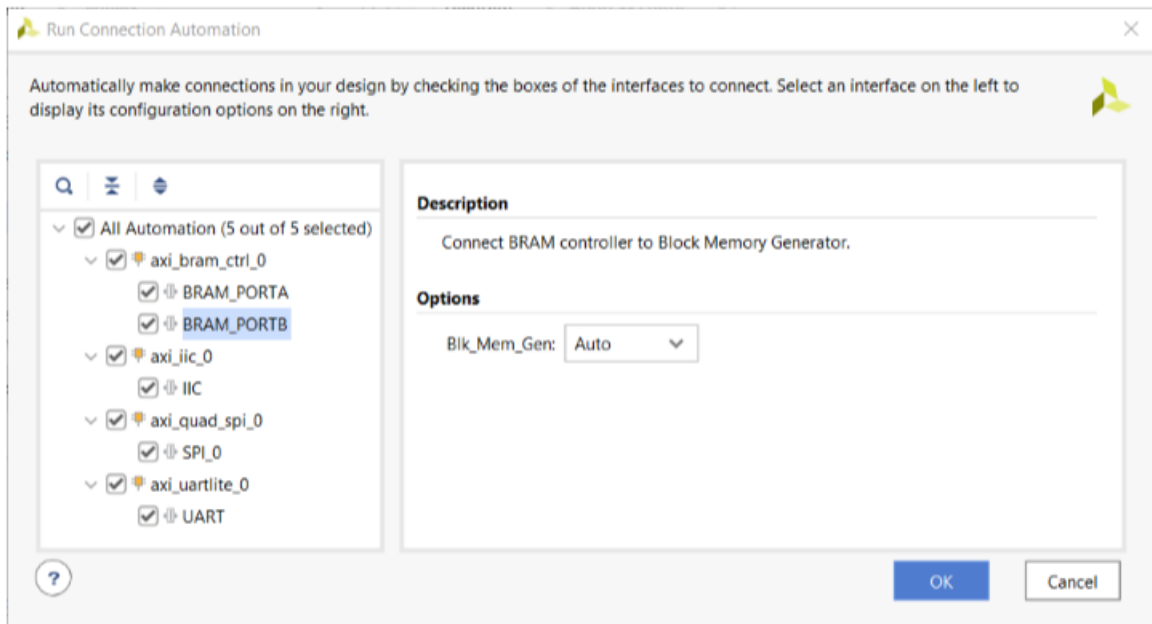 Run Connection Automation
Automatically make connections in your design by checking the boxes of the interfaces to connect. Select an interface on the left to
display its configuration options on the right.
All Automation (5 out of 5 selected)
axi_bram_ctrl_0
BRAM_PORTA
BRAM_PORTB
axi_iic_0
IIC
axi_quad_spi_0
SPI_0
axi_uartlite_0
UART
Description
Connect BRAM controller to Block Memory Generator.
Options
Blk_Mem_Gen: Auto
?
OK
Cancel